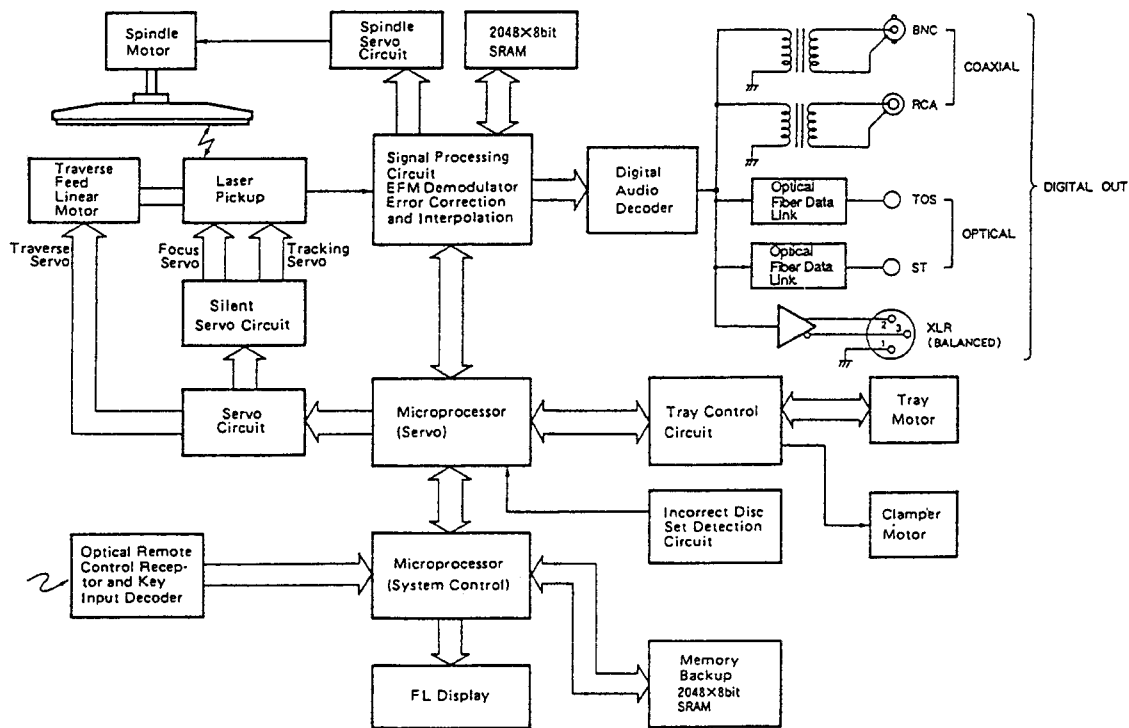 Spindle
Motor
Spindle
Servo
Circuit
2048×8bit
SRAM
BNC
COAXIAL
RCA
Traverse
Feed
Linear
Motor
Laser
Pickup
Signal Processing
Circuit
EFM Demodulator
Error Correction
and Interpolation
Digital
Audio
Decoder
Optical
Fiber Data
Link
TOS
DIGITAL OUT
OPTICAL
Optical
Fiber Data
Link
ST
Traverse
Servo
Focus
Servo
Tracking
Servo
Silent
Servo Circuit
2
3
1
XLR
(BALANCED)
Servo
Circuit
Microprocessor
(Servo)
Tray Control
Circuit
Tray
Motor
Incorrect Disc
Set Detection
Circuit
Clamper
Motor
Optical Remote
Control Recep-
tor and Key
Input Decoder
Microprocessor
(System Control)
FL Display
Memory
Backup
2048×8bit
SRAM